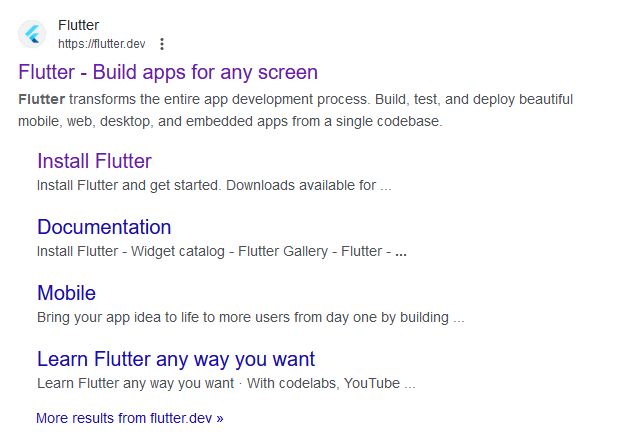 Flutter
https://flutter.dev
Flutter - Build apps for any screen
Flutter transforms the entire app development process. Build, test, and deploy beautiful
mobile, web, desktop, and embedded apps from a single codebase.
Install Flutter
Install Flutter and get started. Downloads available for ...
Documentation
Install Flutter - Widget catalog - Flutter Gallery - Flutter - ...
Mobile
Bring your app idea to life to more users from day one by building ...
Learn Flutter any way you want
Learn Flutter any way you want · With codelabs, YouTube ...
More results from flutter.dev »